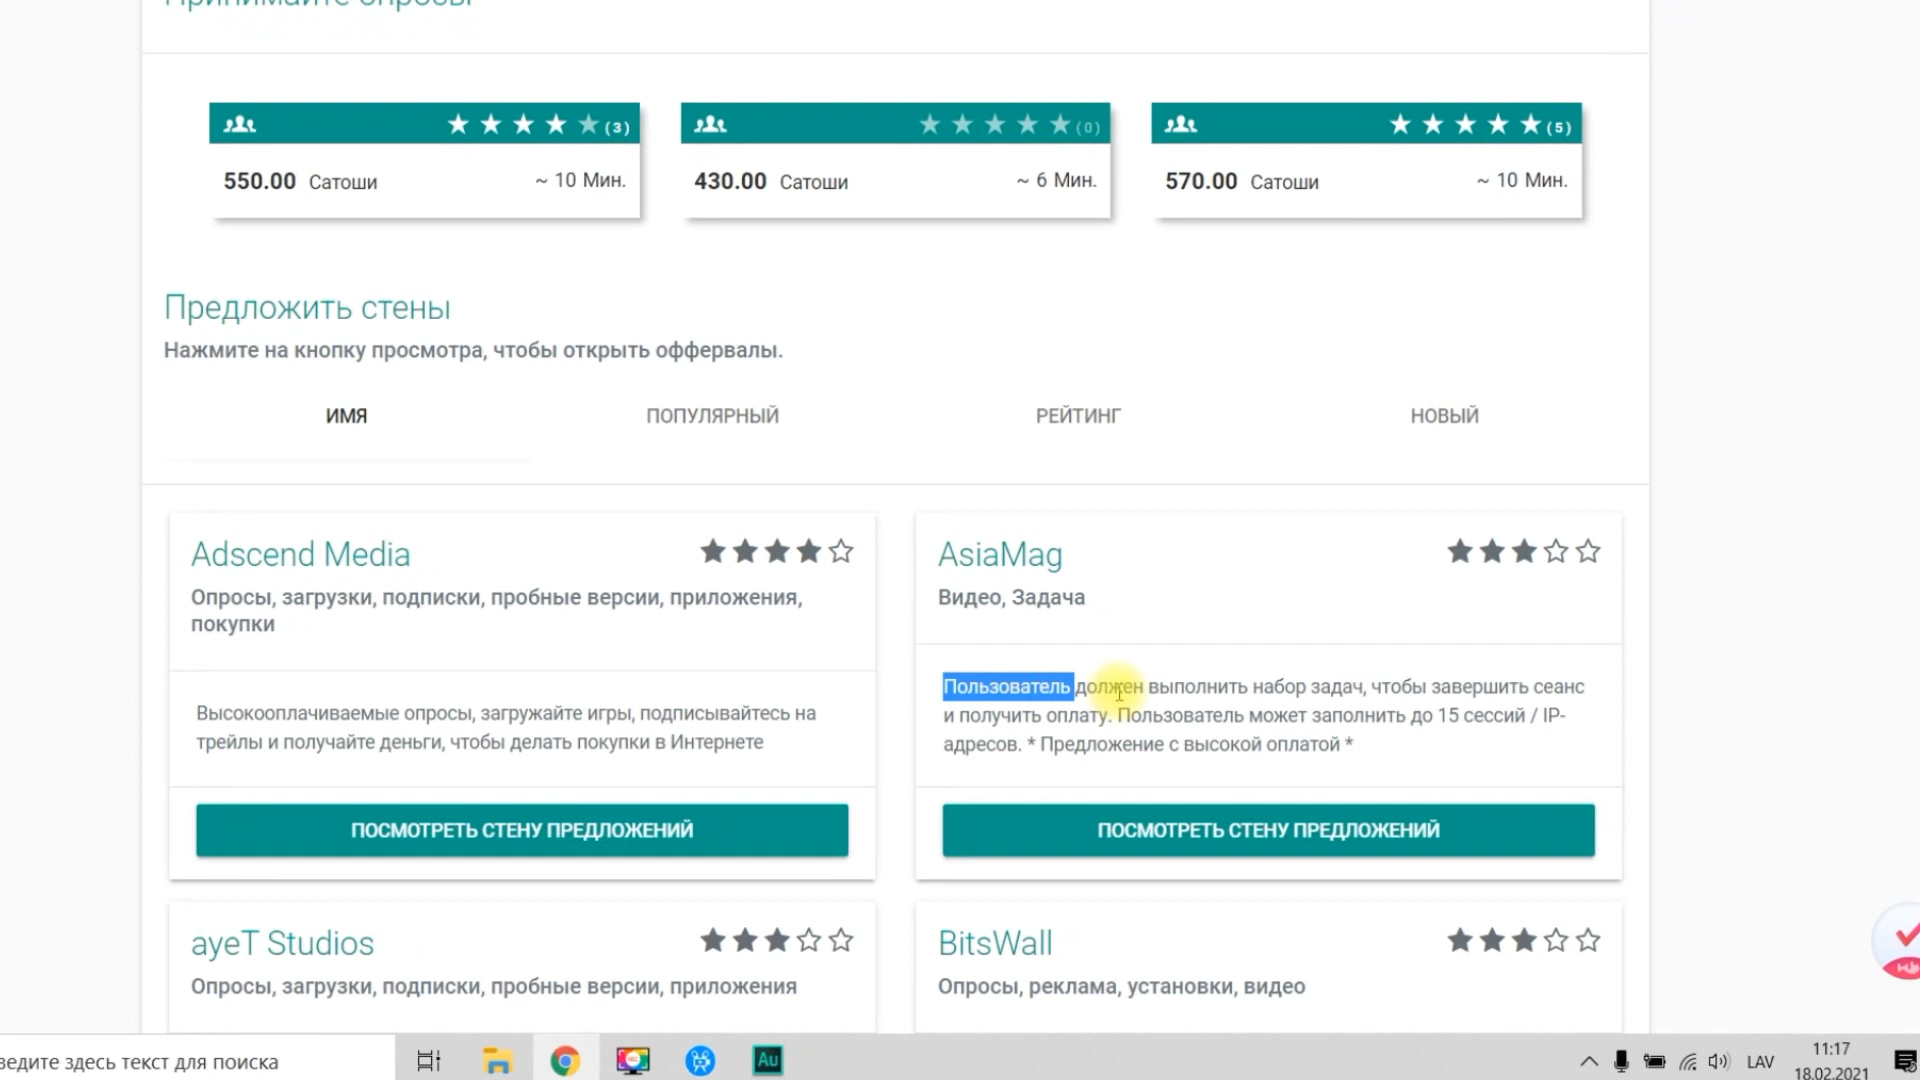 Принимайте опросы
(3)
550.00 Сатоши ~ 10 Мин.
(0)
430.00 Сатоши ~ 6 Мин.
(5)
570.00 Сатоши ~ 10 Мин.
Предложить стены
Нажмите на кнопку просмотра, чтобы открыть оффервалы.
ИМЯ ПОПУЛЯРНЫЙ РЕЙТИНГ НОВЫЙ
Adscend Media
Опросы, загрузки, подписки, пробные версии, приложения,
покупки
Высокооплачиваемые опросы, загружайте игры, подписывайтесь на
трейлы и получайте деньги, чтобы делать покупки в Интернете
ПОСМОТРЕТЬ СТЕНУ ПРЕДЛОЖЕНИЙ
AsiaMag
Видео, Задача
Пользователь должен выполнить набор задач, чтобы завершить сеанс
и получить оплату. Пользователь может заполнить до 15 сессий / IP-
адресов. * Предложение с высокой оплатой *
ПОСМОТРЕТЬ СТЕНУ ПРЕДЛОЖЕНИЙ
ayeT Studios
Опросы, загрузки, подписки, пробные версии, приложения
BitsWall
Опросы, реклама, установки, видео
ведите здесь текст для поиска
Au
LAV
11:17
18.02.2021